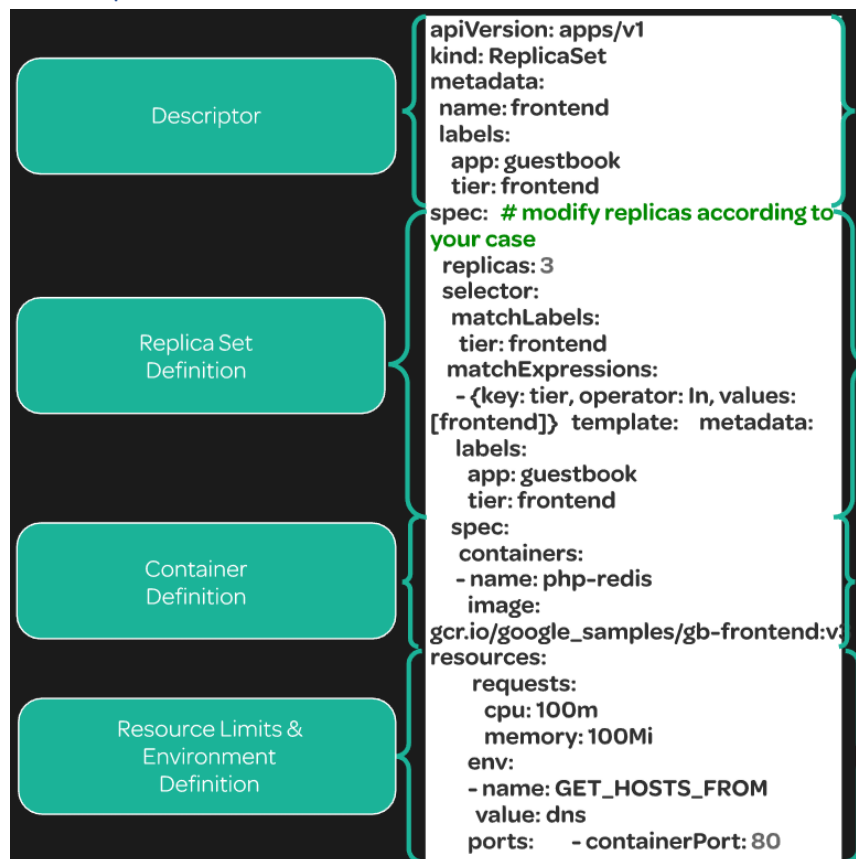 Descriptor
apiVersion: apps/v1
kind: ReplicaSet
metadata:
name: frontend
labels:
app: guestbook
tier: frontend
Replica Set
Definition
spec: # modify replicas according to
your case
replicas: 3
selector:
matchLabels:
tier: frontend
matchExpressions:
- {key: tier, operator: In, values:
[frontend]} template: metadata:
labels:
app: guestbook
tier: frontend
Container
Definition
spec:
containers:
- name: php-redis
image:
gcr.io/google_samples/gb-frontend:v3
Resource Limits &
Environment
Definition
resources:
requests:
cpu: 100m
memory: 100Mi
env:
- name: GET_HOSTS_FROM
value: dns
ports: - containerPort: 80